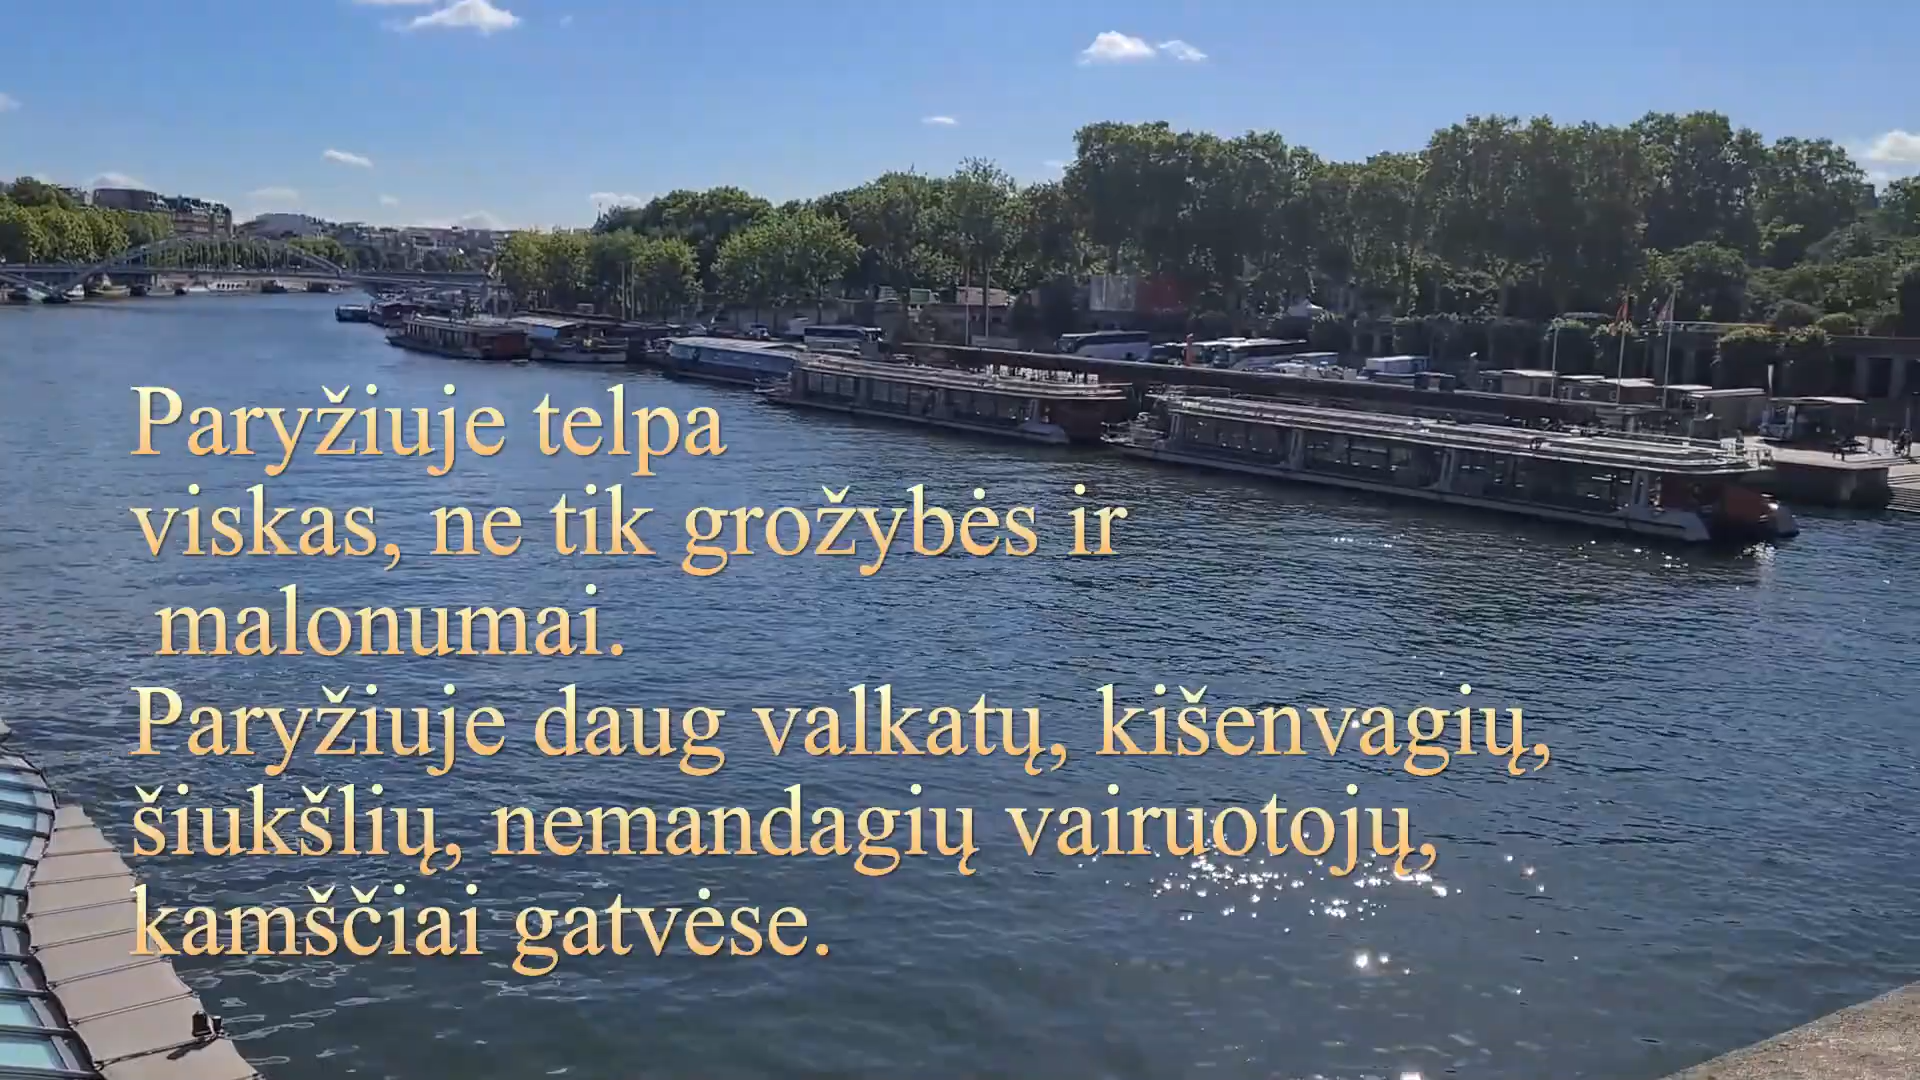 Paryžiuje telpa
viskas, ne tik grožybės ir
malonumai.
Paryžiuje daug valkatų, kišenvagių,
šiukšlių, nemandagių vairuotojų,
kamščiai gatvėse.